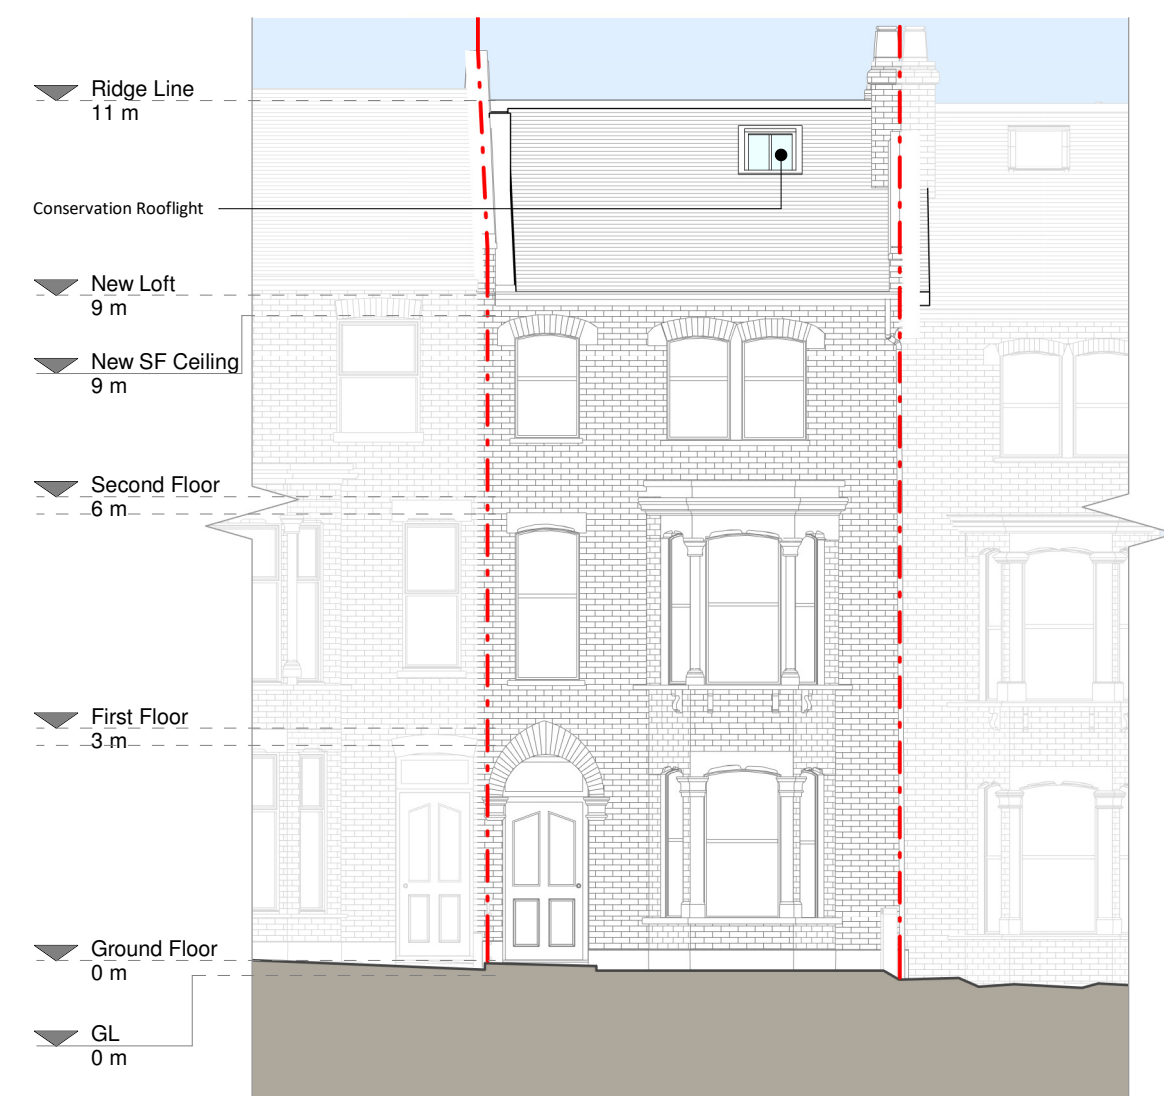 Ridge Line
11 m
Conservation Rooflight
New Loft
9 m
New SF Ceiling
9 m
Second Floor
6 m
First Floor
3 m
Ground Floor
0 m
GL
0 m